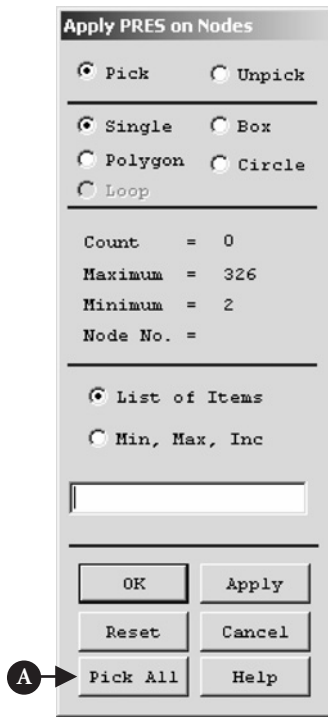 Apply PRES on Nodes
Pick Unpick
Single Box
Polygon Circle
Loop
Count = 0
Maximum = 326
Minimum = 2
Node No. =
List of Items
Min, Max, Inc
OK Apply
Reset Cancel
A Pick All Help